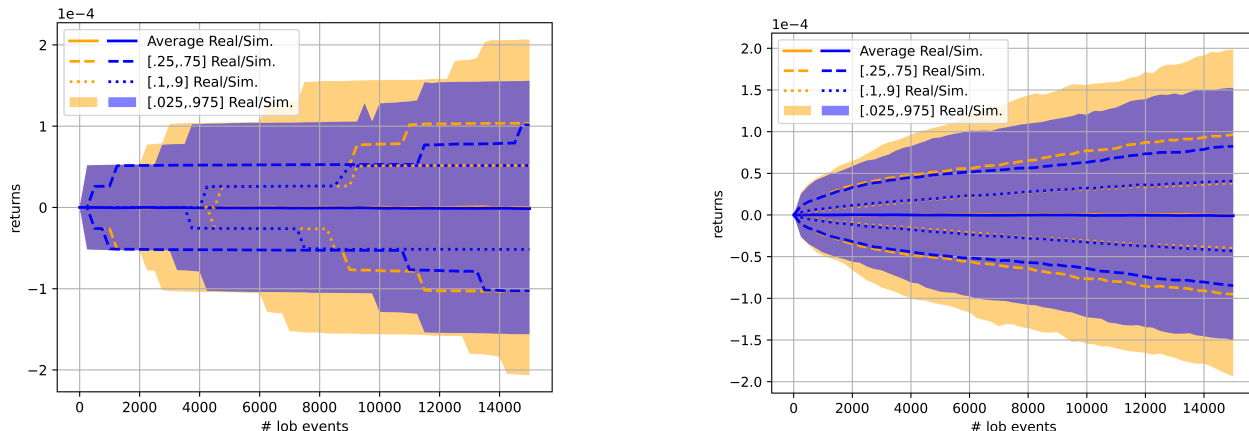 1e−4
returns
2
1
0
−1
−2
0 2000 4000 6000 8000 10000 12000 14000
# lob events
Average Real/Sim.
[.25,.75] Real/Sim.
[.1,.9] Real/Sim.
[.025,.975] Real/Sim.
1e−4
returns
2.0
1.5
1.0
0.5
0.0
−0.5
−1.0
−1.5
−2.0
0 2000 4000 6000 8000 10000 12000 14000
# lob events
Average Real/Sim.
[.25,.75] Real/Sim.
[.1,.9] Real/Sim.
[.025,.975] Real/Sim.